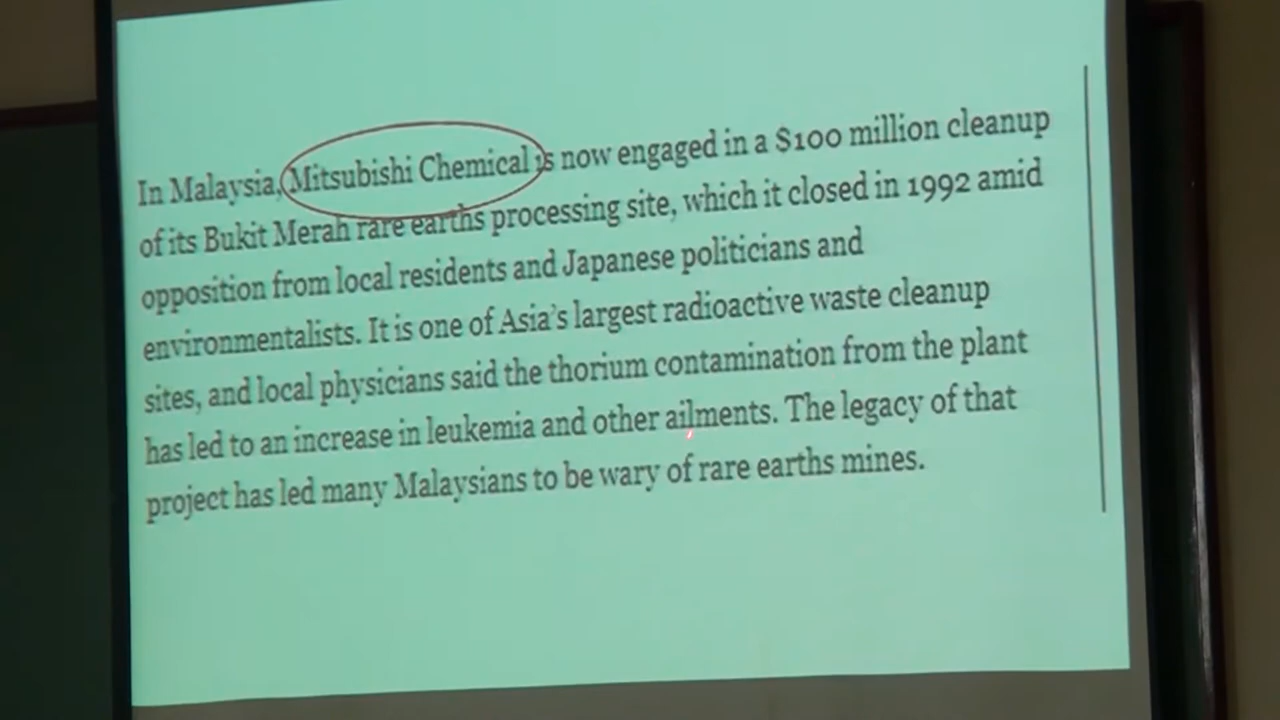 In Malaysia, Mitsubishi Chemical is now engaged in a $100 million cleanup
of its Bukit Merah rare earths processing site, which it closed in 1992 amid
opposition from local residents and Japanese politicians and
environmentalists. It is one of Asia's largest radioactive waste cleanup
sites, and local physicians said the thorium contamination from the plant
has led to an increase in leukemia and other ailments. The legacy of that
project has led many Malaysians to be wary of rare earths mines.